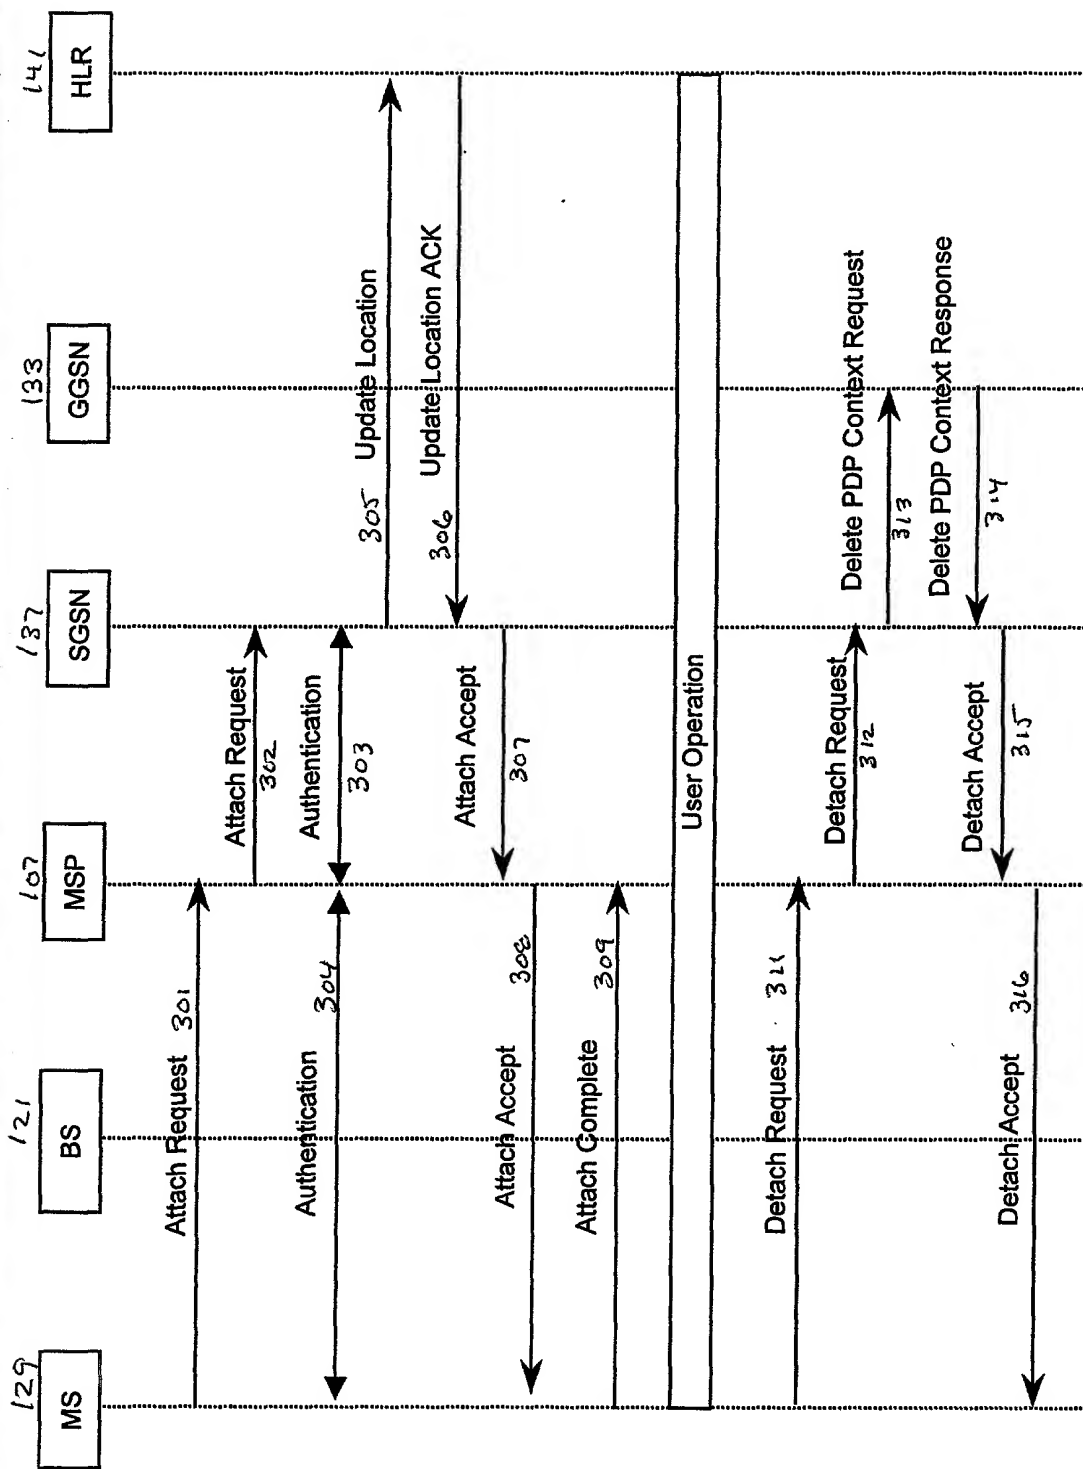 129
MS
121
BS
107
MSP
137
SGSN
133
GGSN
141
HLR
Attach Request 301
Attach Request
302
Authentication
304
Authentication
303
305 Update Location
306 Update Location ACK
Attach Accept
307
Attach Accept
308
Attach Complete
309
User Operation
Detach Request 311
Detach Request
312
Delete PDP Context Request
313
Delete PDP Context Response
314
Detach Accept
315
Detach Accept
316